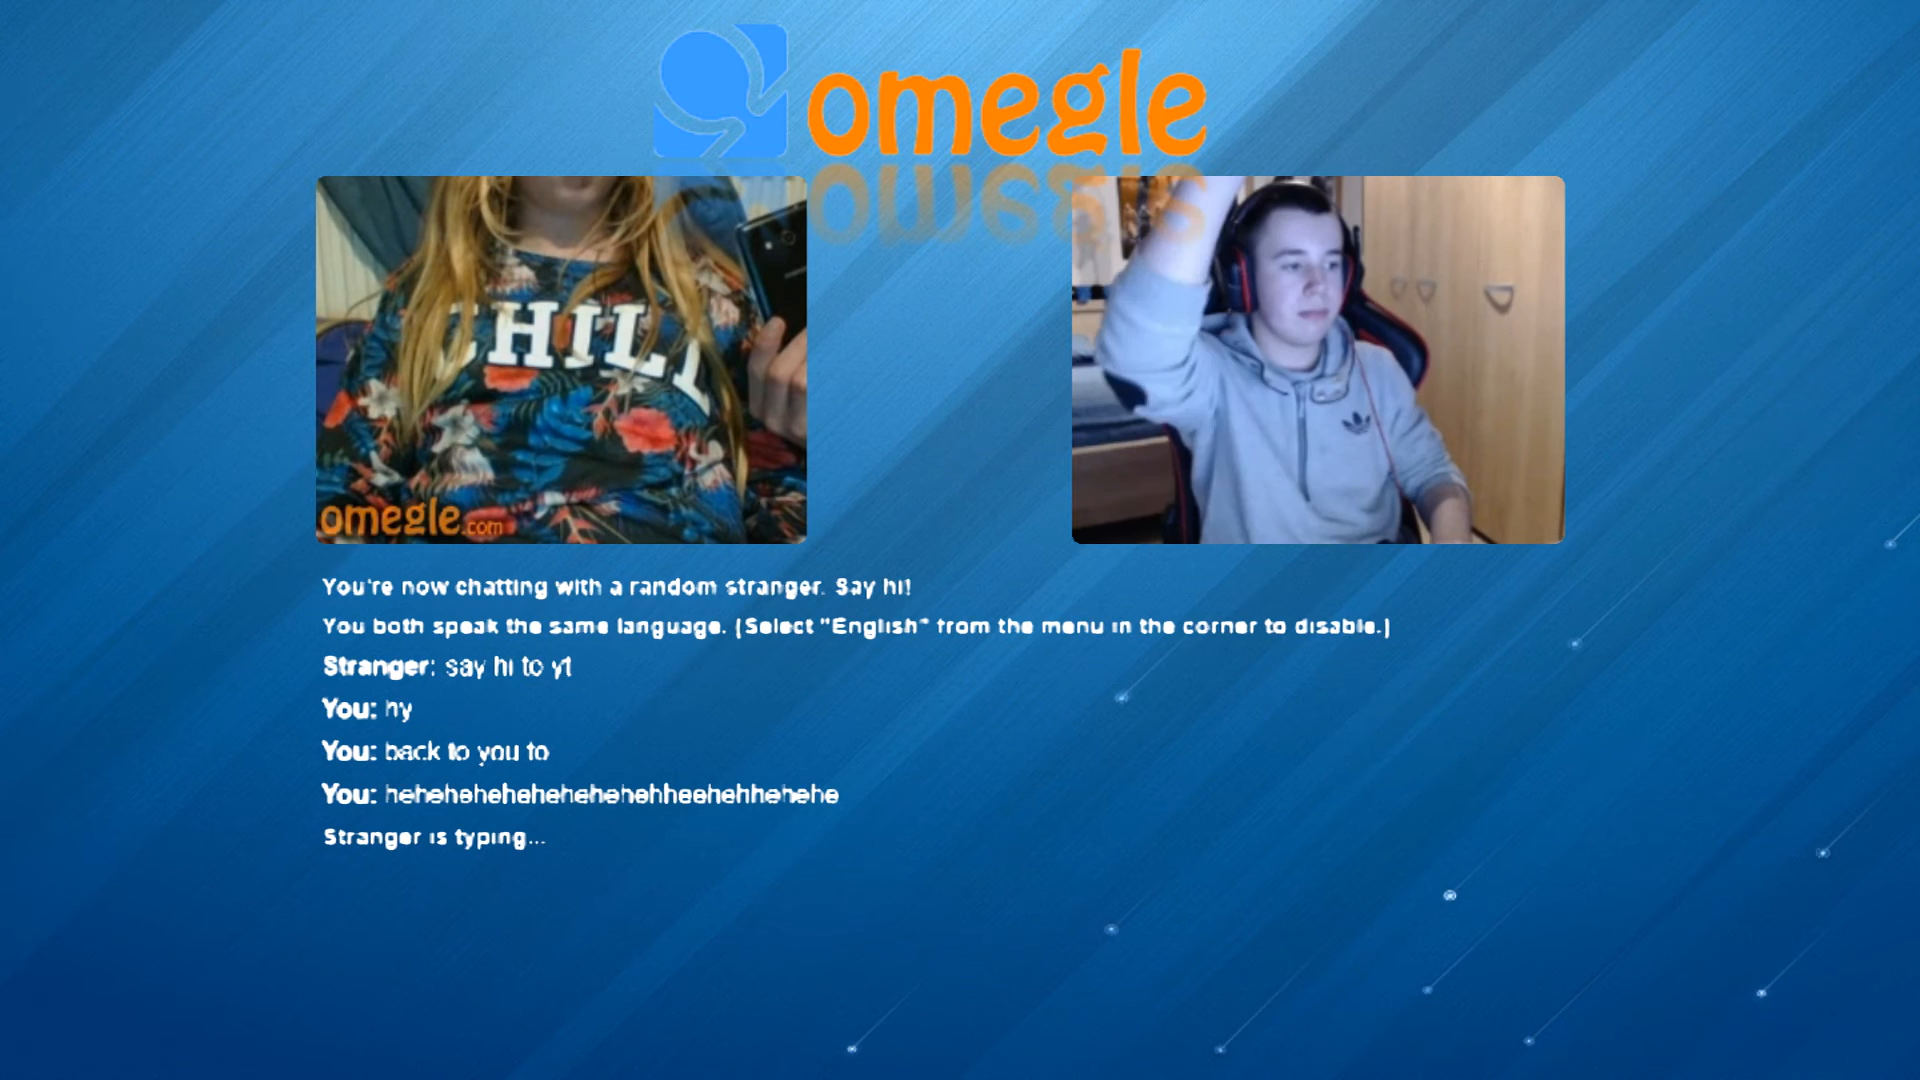 omegle
CHILL
omegle.com
You're now chatting with a random stranger. Say hi!
You both speak the same language. (Select "English" from the menu in the corner to disable.)
Stranger: say hi to yt
You: hy
You: back to you to
You: hehehehehehehehehehheehehhehehe
Stranger is typing...